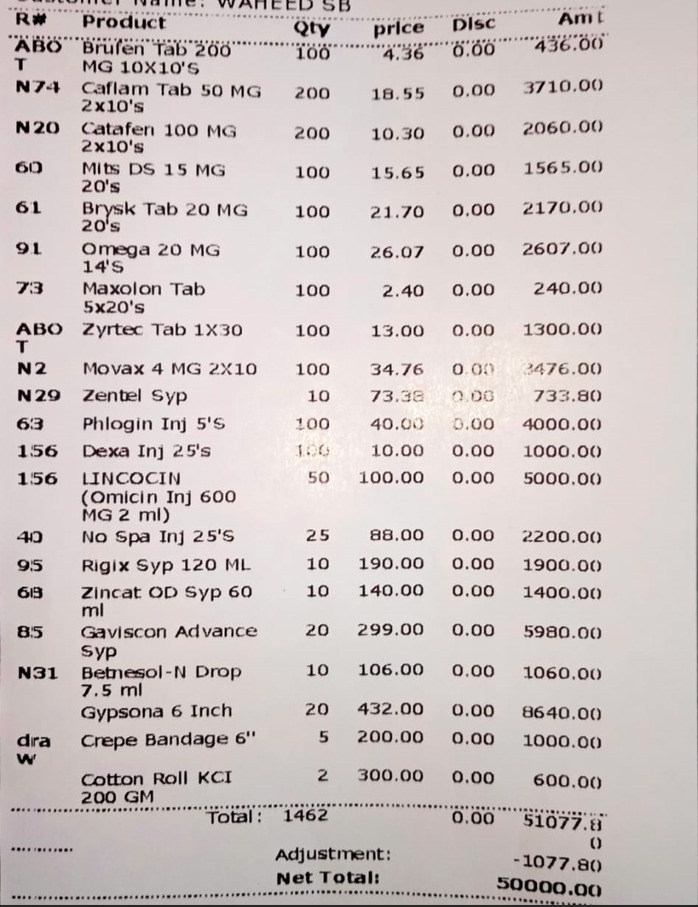 Customer Name: WAHEED SB
R# Product Qty price Disc Amt
ABO Brufen Tab 200 100 4.36 0.00 436.00
T MG 10X10'S
N74 Caflam Tab 50 MG 200 18.55 0.00 3710.00
2x10's
N20 Catafen 100 MG 200 10.30 0.00 2060.00
2x10's
60 Mits DS 15 MG 100 15.65 0.00 1565.00
20's
61 Brysk Tab 20 MG 100 21.70 0.00 2170.00
20's
91 Omega 20 MG 100 26.07 0.00 2607.00
14'S
73 Maxolon Tab 100 2.40 0.00 240.00
5x20's
ABO Zyrtec Tab 1X30 100 13.00 0.00 1300.00
T
N2 Movax 4 MG 2X10 100 34.76 0.00 3476.00
N29 Zentel Syp 10 73.38 0.00 733.80
63 Phlogin Inj 5'S 100 40.00 0.00 4000.00
156 Dexa Inj 25's 100 10.00 0.00 1000.00
156 LINCOCIN 50 100.00 0.00 5000.00
(Omicin Inj 600
MG 2 ml)
40 No Spa Inj 25'S 25 88.00 0.00 2200.00
95 Rigix Syp 120 ML 10 190.00 0.00 1900.00
68 Zincat OD Syp 60 10 140.00 0.00 1400.00
ml
85 Gaviscon Advance 20 299.00 0.00 5980.00
Syp
N31 Betnesol-N Drop 10 106.00 0.00 1060.00
7.5 ml
Gypsona 6 Inch 20 432.00 0.00 8640.00
dra Crepe Bandage 6" 5 200.00 0.00 1000.00
w
Cotton Roll KCI 2 300.00 0.00 600.00
200 GM
Total: 1462 0.00 51077.8
0
Adjustment: -1077.80
Net Total: 50000.00